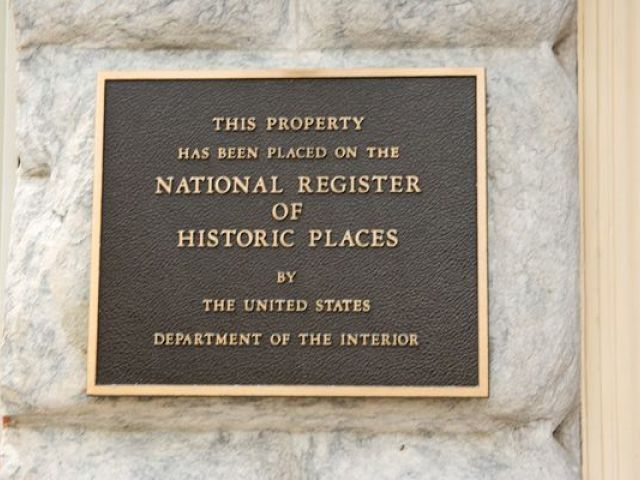 THIS PROPERTY
HAS BEEN PLACED ON THE
NATIONAL REGISTER
OF
HISTORIC PLACES
BY
THE UNITED STATES
DEPARTMENT OF THE INTERIOR